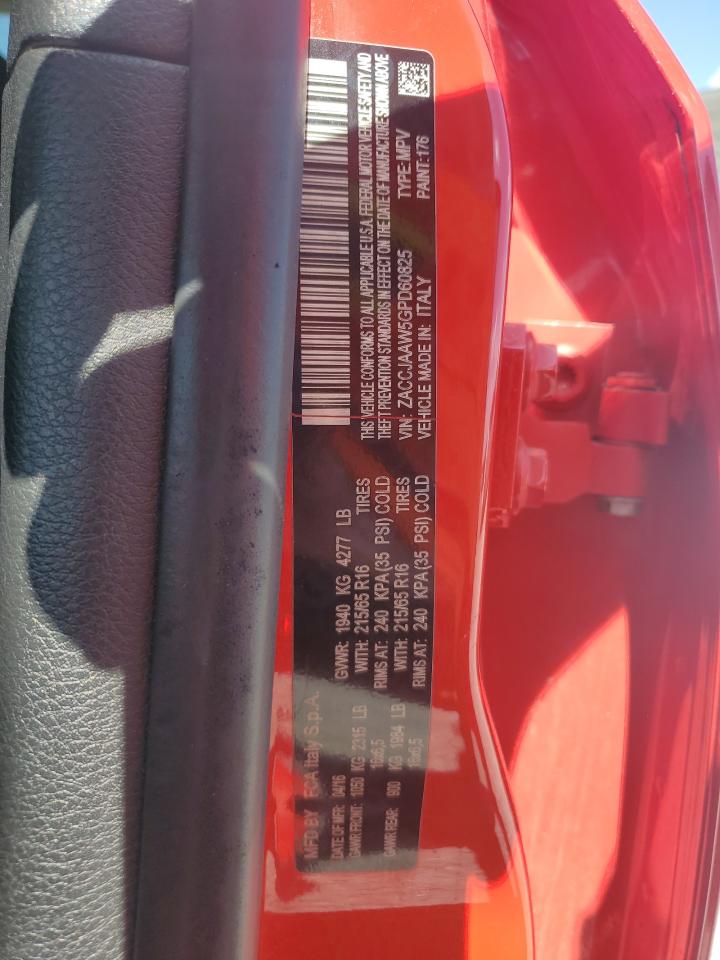 MFD BY FCA Italy S.p.A.
DATE OF MFR: 04/16 GVWR: 1940 KG 4277 LB
GAWR FRONT: 1050 KG 2315 LB WITH: 215/65 R16 TIRES
16x6,5 RIMS AT: 240 KPA(35 PSI) COLD
GAWR REAR: 900 KG 1984 LB WITH: 215/65 R16 TIRES
16x6,5 RIMS AT: 240 KPA(35 PSI) COLD
THIS VEHICLE CONFORMS TO ALL APPLICABLE U.S.A. FEDERAL MOTOR VEHICLE SAFETY AND
THEFT PREVENTION STANDARDS IN EFFECT ON THE DATE OF MANUFACTURE SHOWN ABOVE
VIN: ZACCJAAW5GPD60825 TYPE: MPV
VEHICLE MADE IN: ITALY PAINT: 176